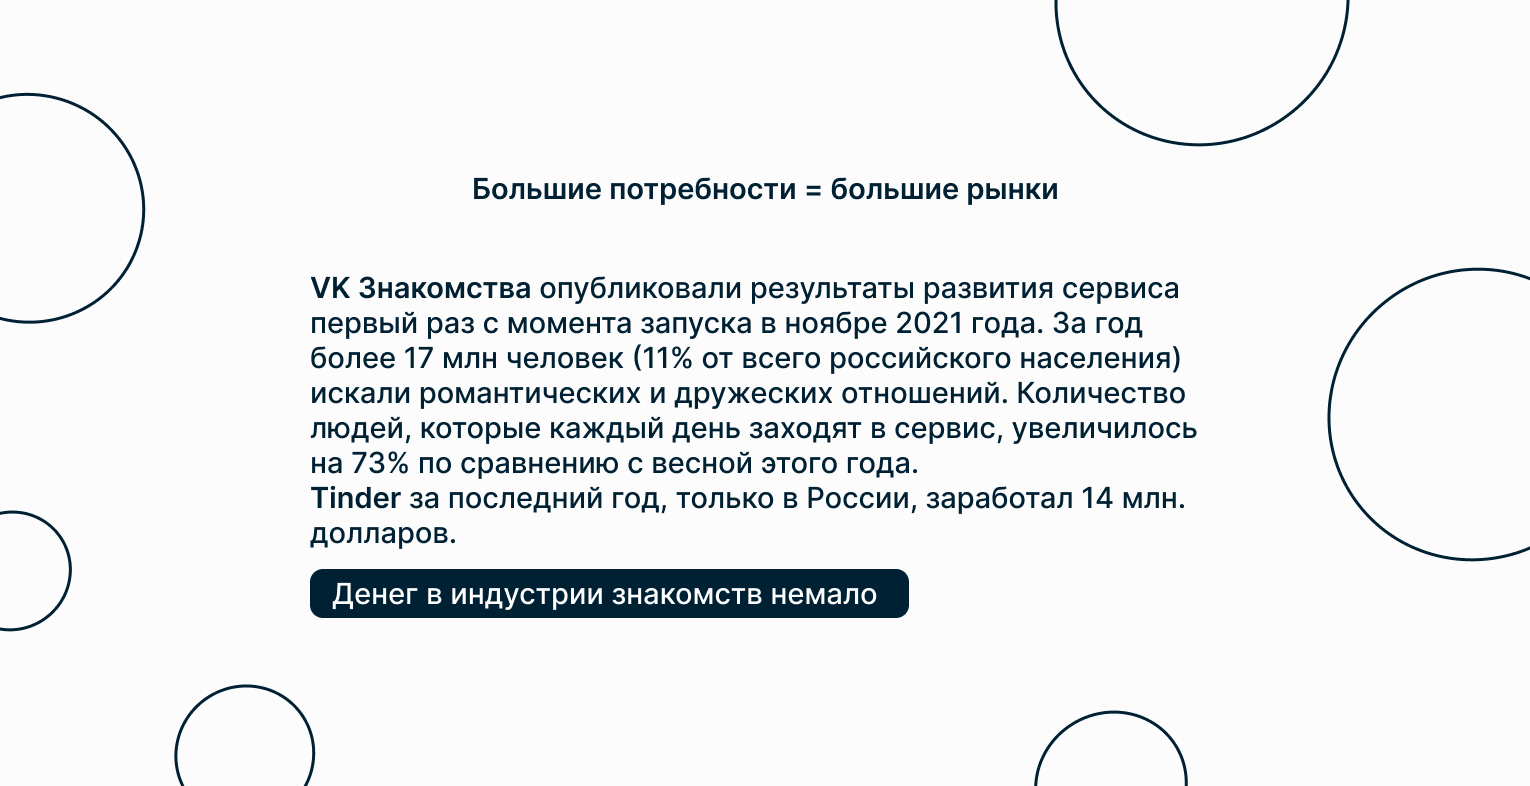 Большие потребности = большие рынки
VK Знакомства опубликовали результаты развития сервиса
первый раз с момента запуска в ноябре 2021 года. За год
более 17 млн человек (11% от всего российского населения)
искали романтических и дружеских отношений. Количество
людей, которые каждый день заходят в сервис, увеличилось
на 73% по сравнению с весной этого года.
Tinder за последний год, только в России, заработал 14 млн.
долларов.
Денег в индустрии знакомств немало